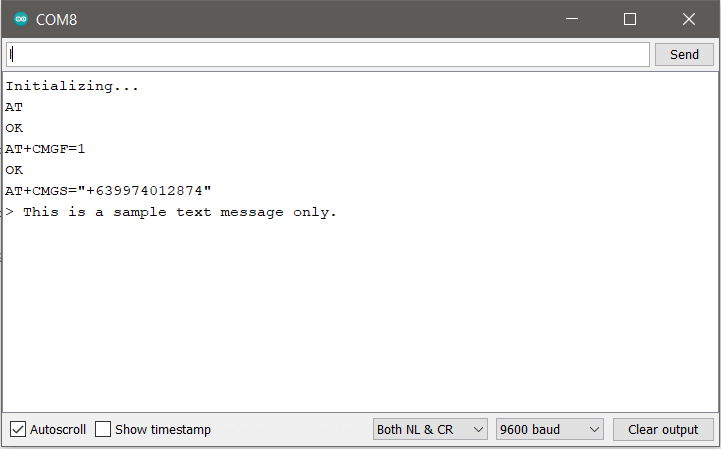 COM8
Send
Initializing...
AT
OK
AT+CMGF=1
OK
AT+CMGS="+639974012874"
> This is a sample text message only.
Autoscroll Show timestamp Both NL & CR 9600 baud Clear output